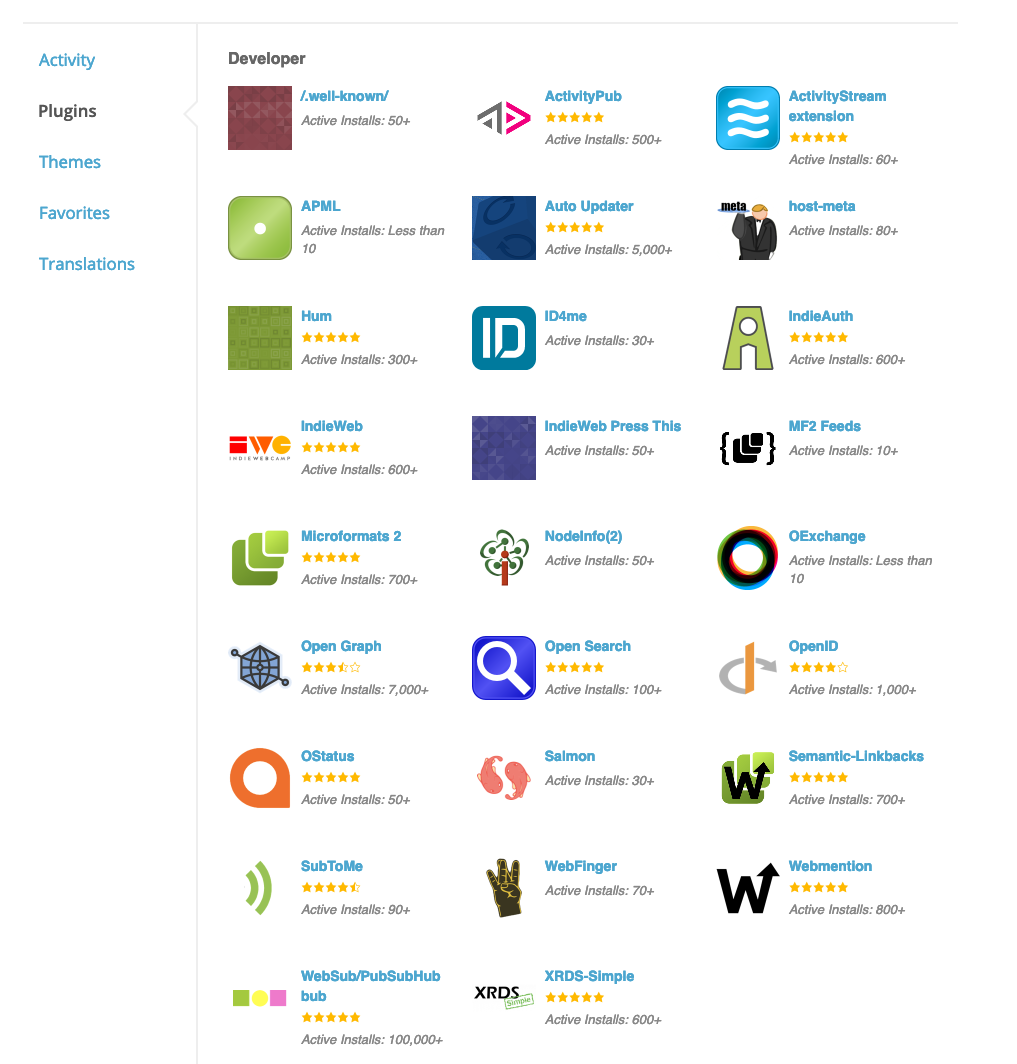 Activity
Plugins
Themes
Favorites
Translations
Developer
/.well-known/
Active Installs: 50+
ActivityPub
Active Installs: 500+
ActivityStream
extension
Active Installs: 60+
APML
Active Installs: Less than
10
Auto Updater
Active Installs: 5,000+
meta
host-meta
Active Installs: 80+
Hum
Active Installs: 300+
ID
ID4me
Active Installs: 30+
IndieAuth
Active Installs: 600+
IWC
INDIEWEBCAMP
IndieWeb
Active Installs: 600+
IndieWeb Press This
Active Installs: 50+
MF2 Feeds
Active Installs: 10+
Microformats 2
Active Installs: 700+
NodeInfo(2)
Active Installs: 50+
OExchange
Active Installs: Less than
10
Open Graph
Active Installs: 7,000+
Open Search
Active Installs: 100+
OpenID
Active Installs: 1,000+
OStatus
Active Installs: 50+
Salmon
Active Installs: 30+
W
Semantic-Linkbacks
Active Installs: 700+
SubToMe
Active Installs: 90+
WebFinger
Active Installs: 70+
W
Webmention
Active Installs: 800+
WebSub/PubSubHub
bub
Active Installs: 100,000+
XRDS
Simple
XRDS-Simple
Active Installs: 600+